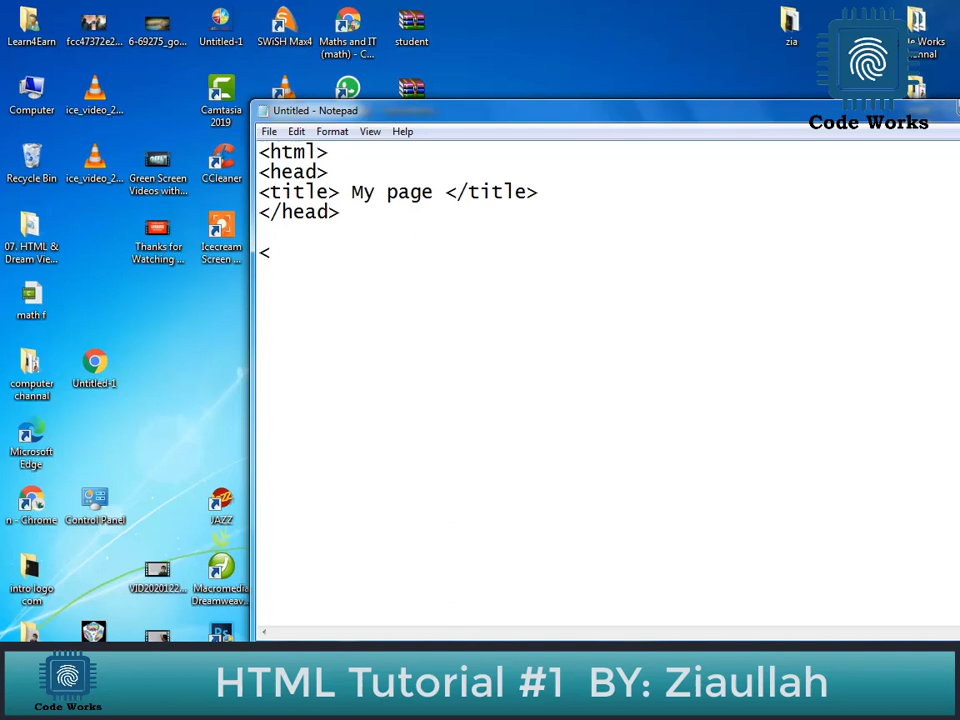 Learn4Earn
fcc47372e2...
6-69275_go...
Untitled-1
SWiSH Max4
Maths and IT
(math) - C...
student
zia
Code Works
Computer
ice_video_2...
Camtasia
2019
Untitled - Notepad
File Edit Format View Help
<html>
<head>
<title> My page </title>
</head>
<
Recycle Bin
ice_video_2...
Green Screen
Videos with...
CCleaner
07. HTML &
Dream Vie...
Thanks for
Watching ...
Icecream
Screen ...
math f
computer
channal
Untitled-1
Microsoft
Edge
n - Chrome
Control Panel
JAZZ
intro logo
com
VID2020122...
Macromedia
Dreamweav...
Code Works
HTML Tutorial #1 BY: Ziaullah